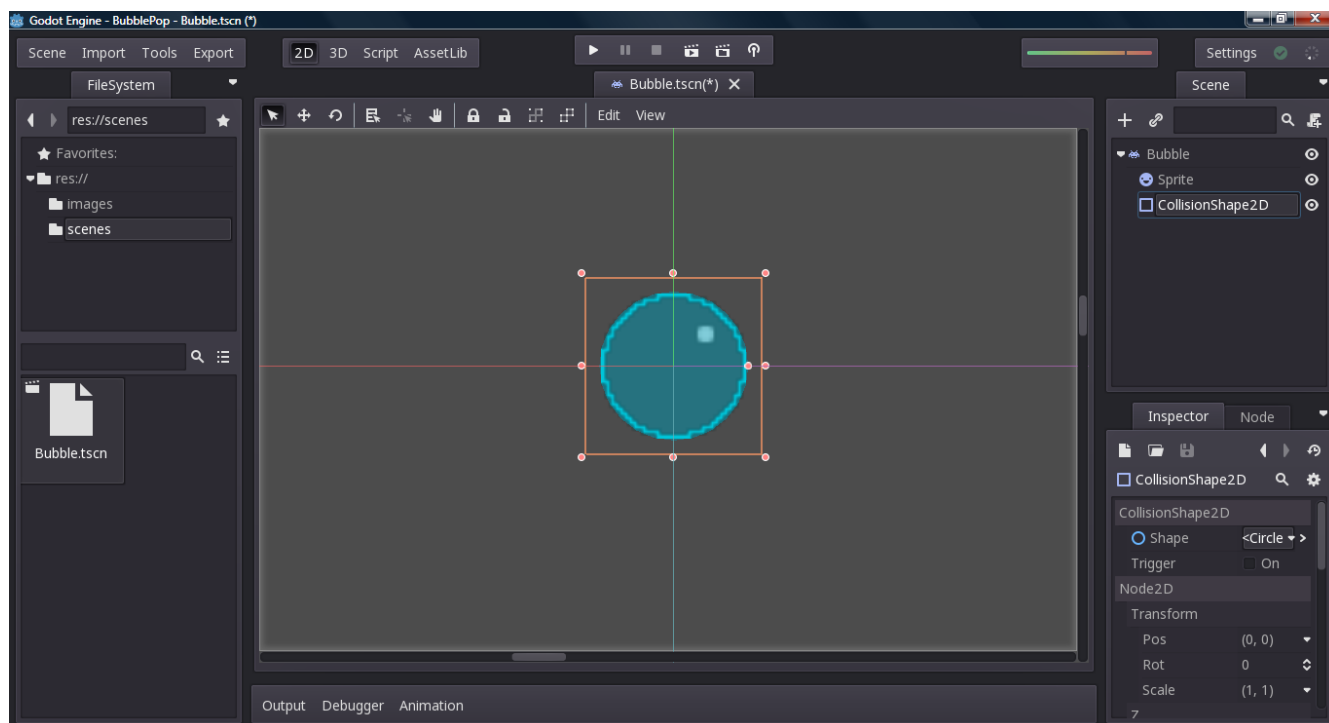 Godot Engine - BubblePop - Bubble.tscn (*)
Scene Import Tools Export
2D 3D Script AssetLib
Settings
FileSystem
Bubble.tscn(*)
Scene
res://scenes
Edit View
Favorites:
res://
images
scenes
Bubble.tscn
Bubble
Sprite
CollisionShape2D
Inspector Node
CollisionShape2D
CollisionShape2D
Shape <Circle
Trigger On
Node2D
Transform
Pos (0, 0)
Rot 0
Scale (1, 1)
Z
Output Debugger Animation